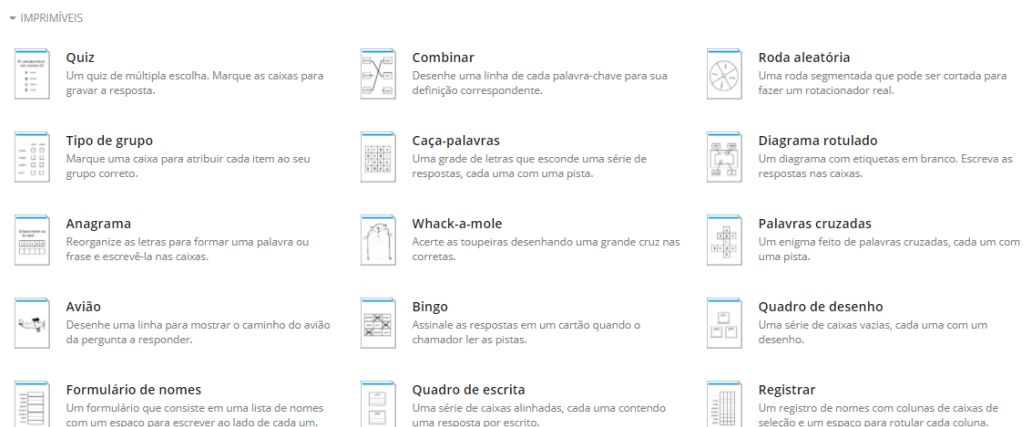 IMPRIMÍVEIS
Quiz
Um quiz de múltipla escolha. Marque as caixas para
gravar a resposta.
Combinar
Desenhe uma linha de cada palavra-chave para sua
definição correspondente.
Roda aleatória
Uma roda segmentada que pode ser cortada para
fazer um rotacionador real.
Tipo de grupo
Marque uma caixa para atribuir cada item ao seu
grupo correto.
Caça-palavras
Uma grade de letras que esconde uma série de
respostas, cada uma com uma pista.
Diagrama rotulado
Um diagrama com etiquetas em branco. Escreva as
respostas nas caixas.
Anagrama
Reorganize as letras para formar uma palavra ou
frase e escrevê-la nas caixas.
Whack-a-mole
Acerte as toupeiras desenhando uma grande cruz nas
corretas.
Palavras cruzadas
Um enigma feito de palavras cruzadas, cada um com
uma pista.
Avião
Desenhe uma linha para mostrar o caminho do avião
da pergunta a responder.
Bingo
Assinale as respostas em um cartão quando o
chamador ler as pistas.
Quadro de desenho
Uma série de caixas vazias, cada uma com um
desenho.
Formulário de nomes
Um formulário que consiste em uma lista de nomes
com um espaço para escrever ao lado de cada um.
Quadro de escrita
Uma série de caixas alinhadas, cada uma contendo
uma resposta por escrito.
Registrar
Um registro de nomes com colunas de caixas de
seleção e um espaço para rotular cada coluna.